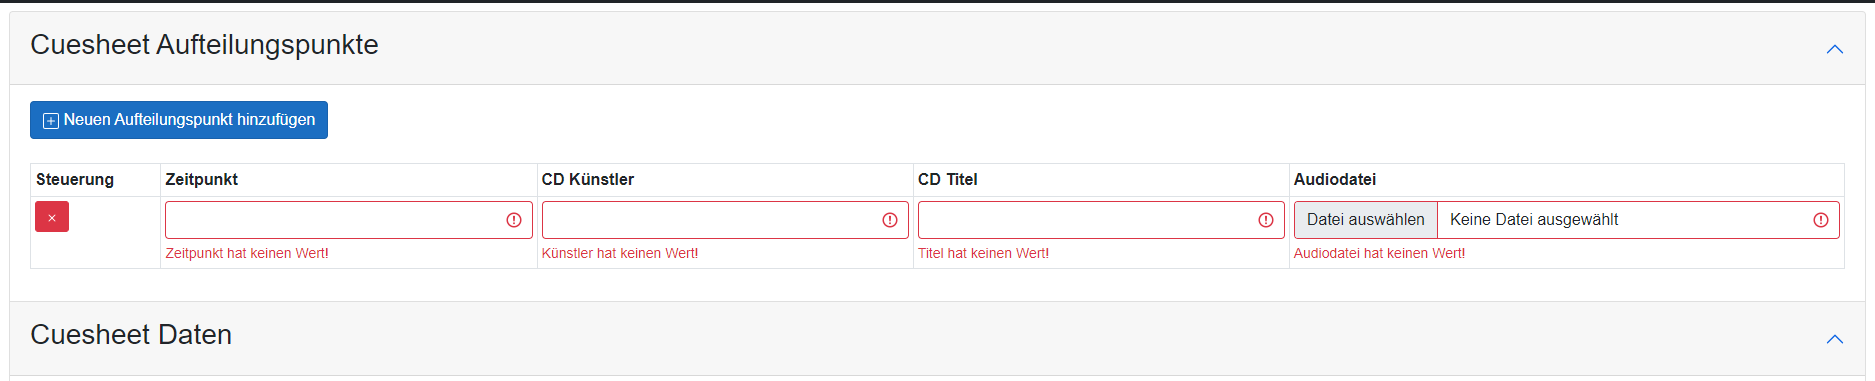 Cuesheet Aufteilungspunkte
Neuen Aufteilungspunkt hinzufügen
Steuerung Zeitpunkt CD Künstler CD Titel Audiodatei
Datei auswählen Keine Datei ausgewählt
Zeitpunkt hat keinen Wert! Künstler hat keinen Wert! Titel hat keinen Wert! Audiodatei hat keinen Wert!
Cuesheet Daten